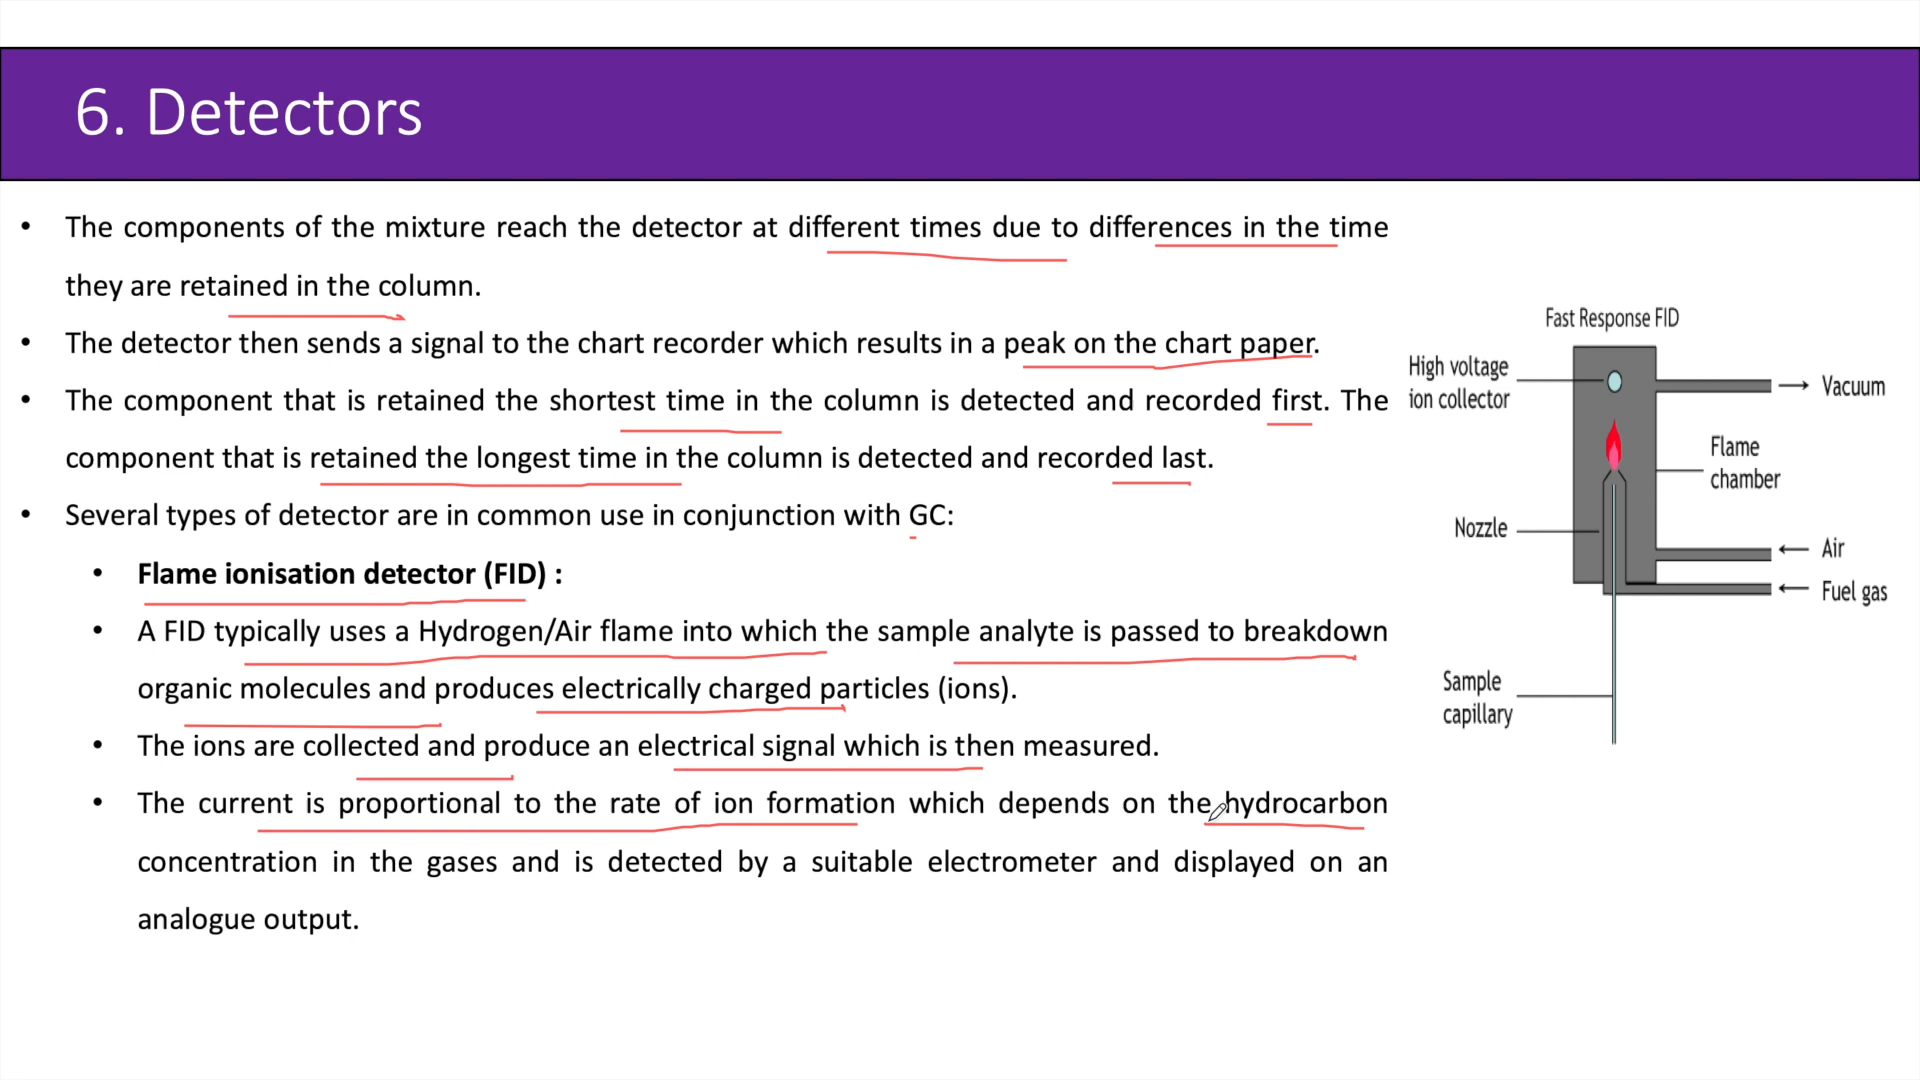 6. Detectors
• The components of the mixture reach the detector at different times due to differences in the time
they are retained in the column.
• The detector then sends a signal to the chart recorder which results in a peak on the chart paper.
• The component that is retained the shortest time in the column is detected and recorded first. The
component that is retained the longest time in the column is detected and recorded last.
• Several types of detector are in common use in conjunction with GC:
• Flame ionisation detector (FID) :
• A FID typically uses a Hydrogen/Air flame into which the sample analyte is passed to breakdown
organic molecules and produces electrically charged particles (ions).
• The ions are collected and produce an electrical signal which is then measured.
• The current is proportional to the rate of ion formation which depends on the hydrocarbon
concentration in the gases and is detected by a suitable electrometer and displayed on an
analogue output.
Fast Response FID
High voltage
ion collector
Vacuum
Flame
chamber
Nozzle
Air
Fuel gas
Sample
capillary